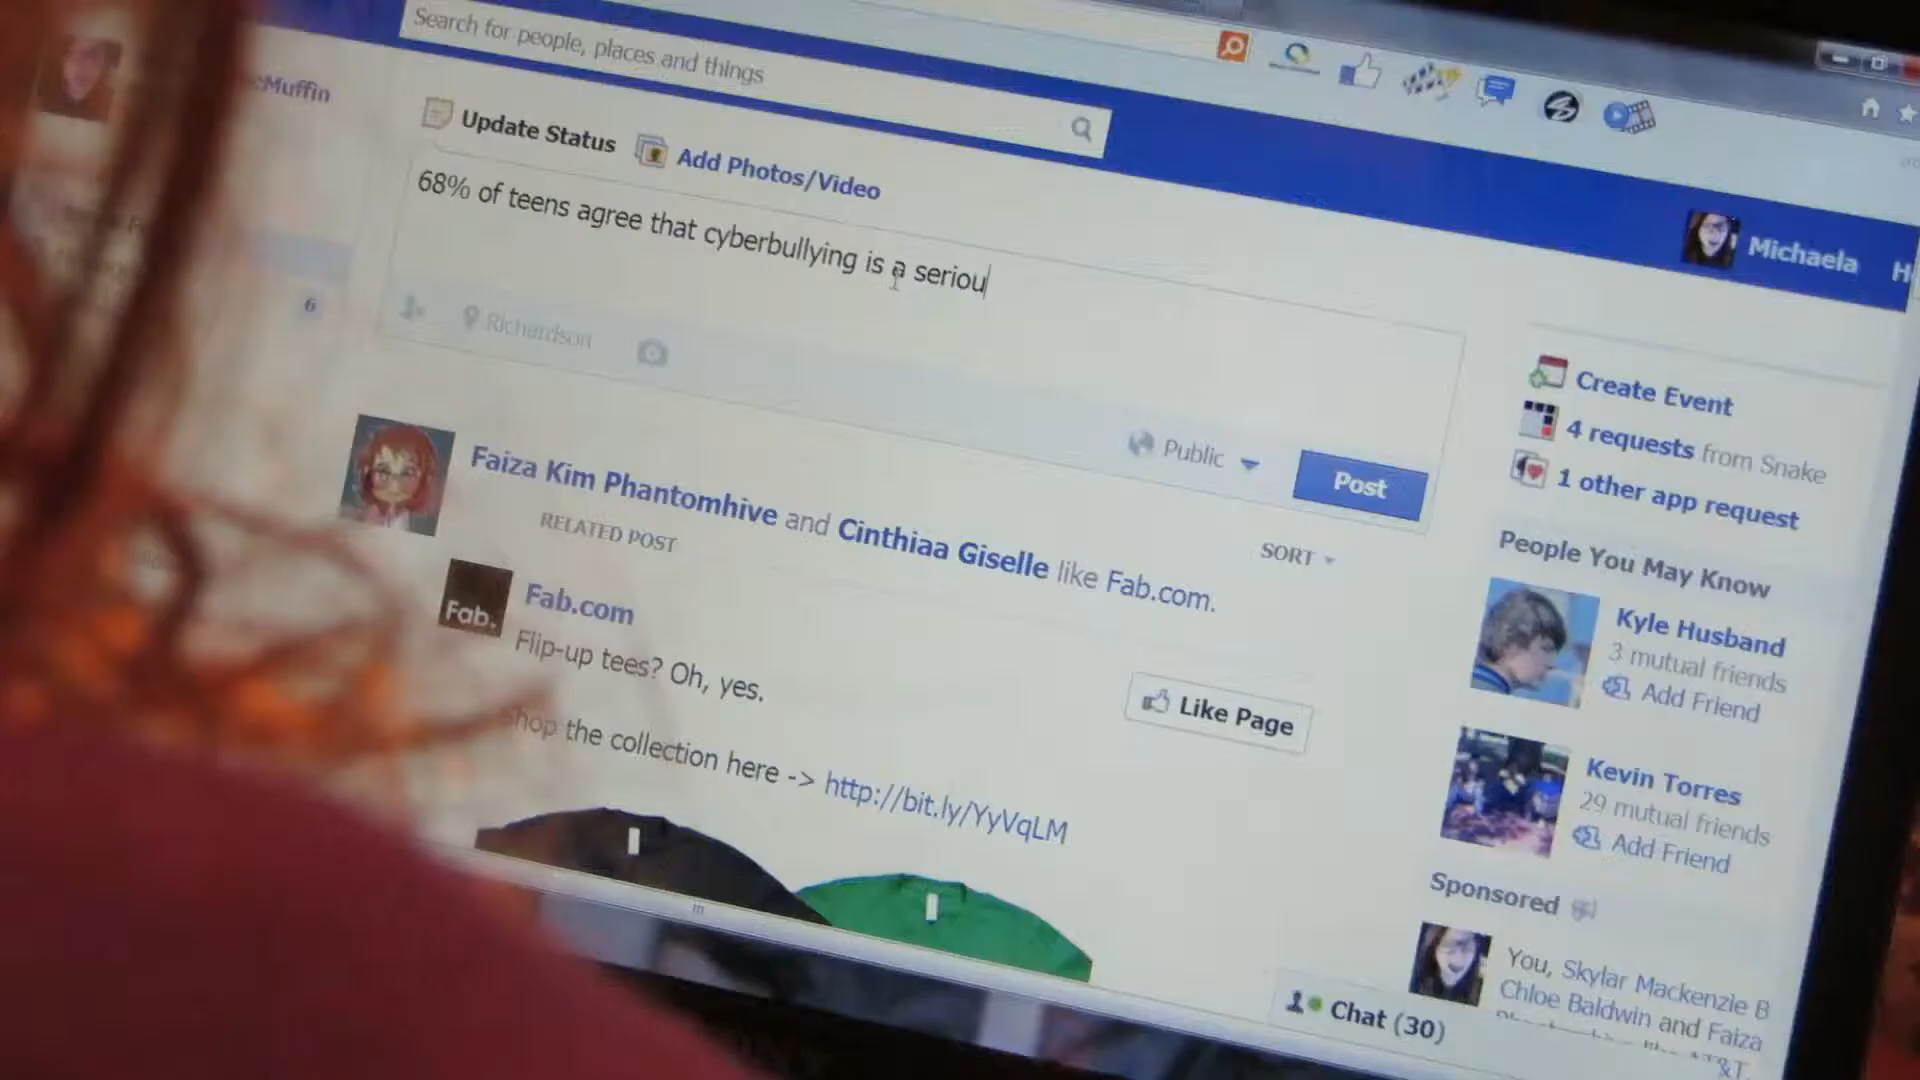 Search for people, places and things
eMuffin
Update Status
Add Photos/Video
68% of teens agree that cyberbullying is a seriou
Michaela
6
Richardson
Public
Post
Create Event
4 requests from Snake
1 other app request
Faiza Kim Phantomhive and Cinthiaa Giselle like Fab.com.
RELATED POST
SORT
Fab.
Fab.com
Flip-up tees? Oh, yes.
Shop the collection here -> http://bit.ly/YyVqLM
Like Page
People You May Know
Kyle Husband
3 mutual friends
Add Friend
Kevin Torres
29 mutual friends
Add Friend
Sponsored
You, Skylar Mackenzie B
Chloe Baldwin and Faiza
Chat (30)